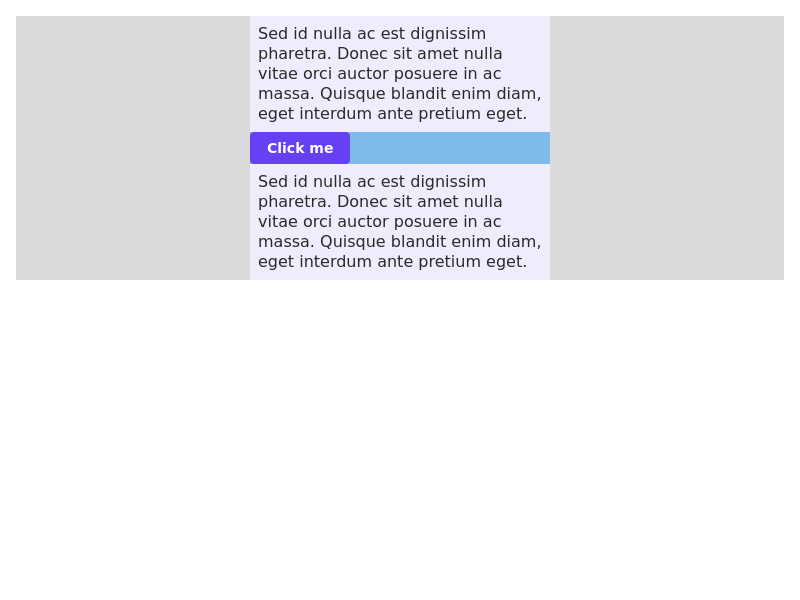 Sed id nulla ac est dignissim
pharetra. Donec sit amet nulla
vitae orci auctor posuere in ac
massa. Quisque blandit enim diam,
eget interdum ante pretium eget.
Click me
Sed id nulla ac est dignissim
pharetra. Donec sit amet nulla
vitae orci auctor posuere in ac
massa. Quisque blandit enim diam,
eget interdum ante pretium eget.